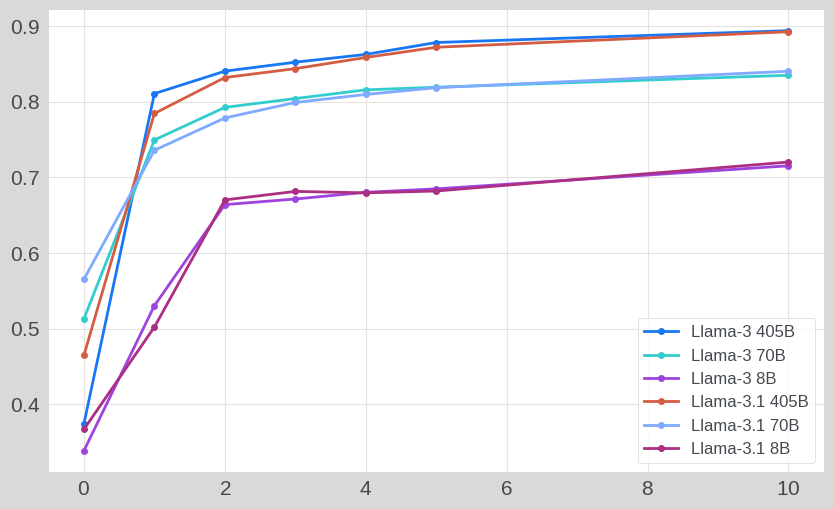 0.9
0.8
0.7
0.6
0.5
0.4
0 2 4 6 8 10
Llama-3 405B
Llama-3 70B
Llama-3 8B
Llama-3.1 405B
Llama-3.1 70B
Llama-3.1 8B